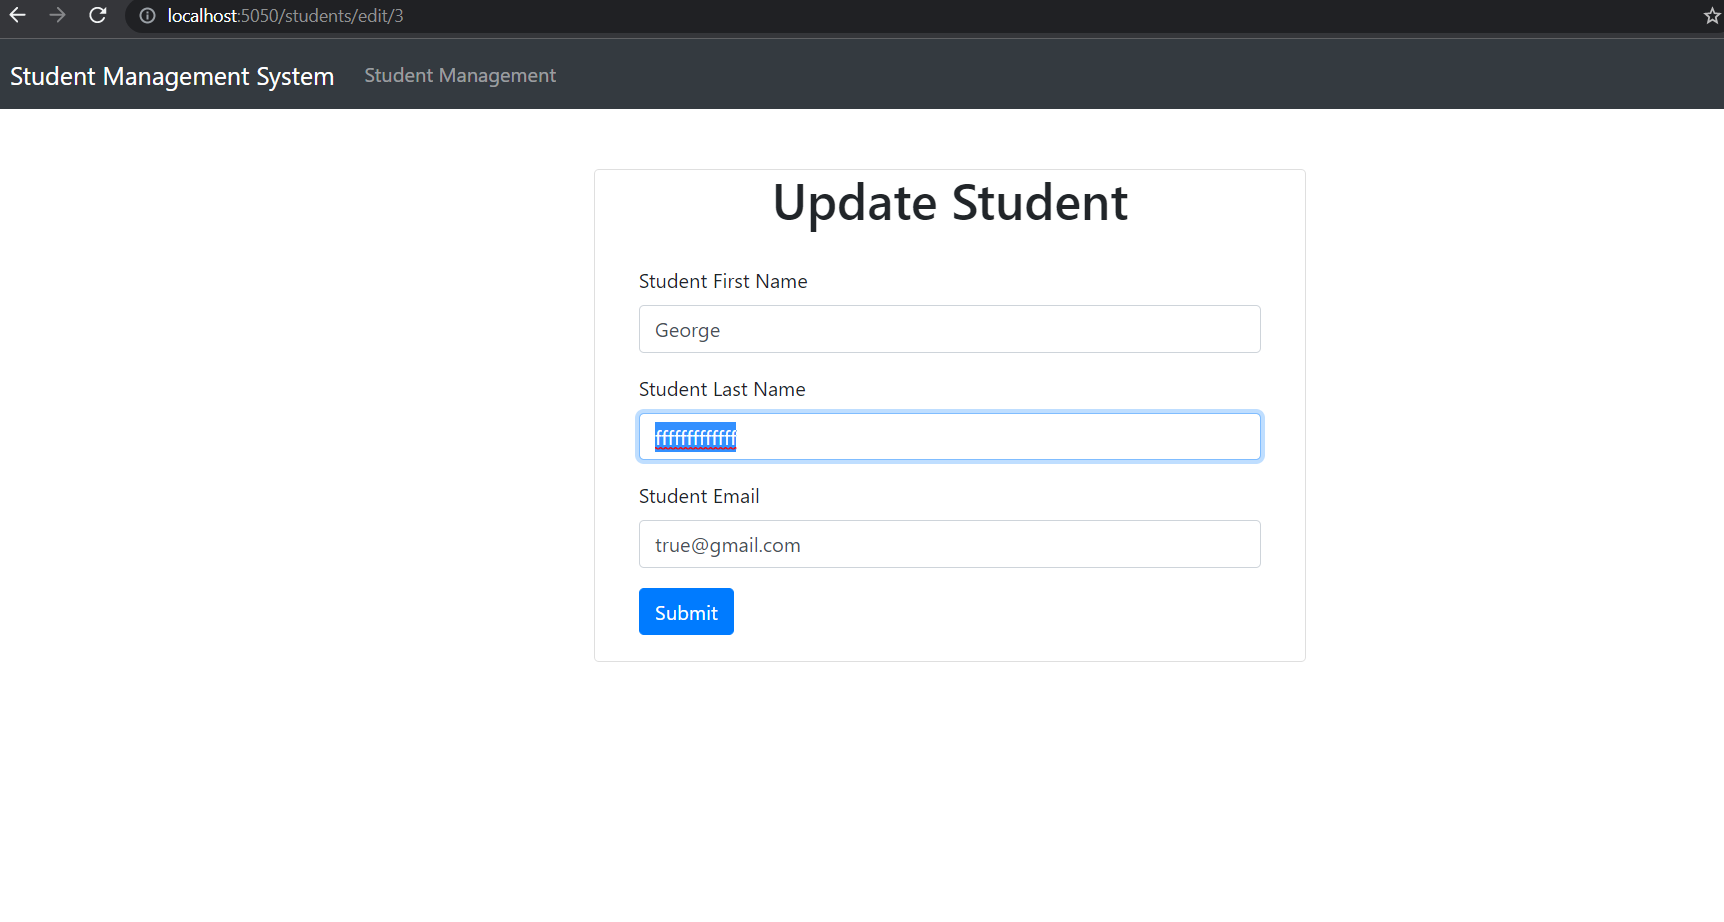 localhost:5050/students/edit/3
Student Management System Student Management
Update Student
Student First Name
George
Student Last Name
fffffffffffff
Student Email
true@gmail.com
Submit